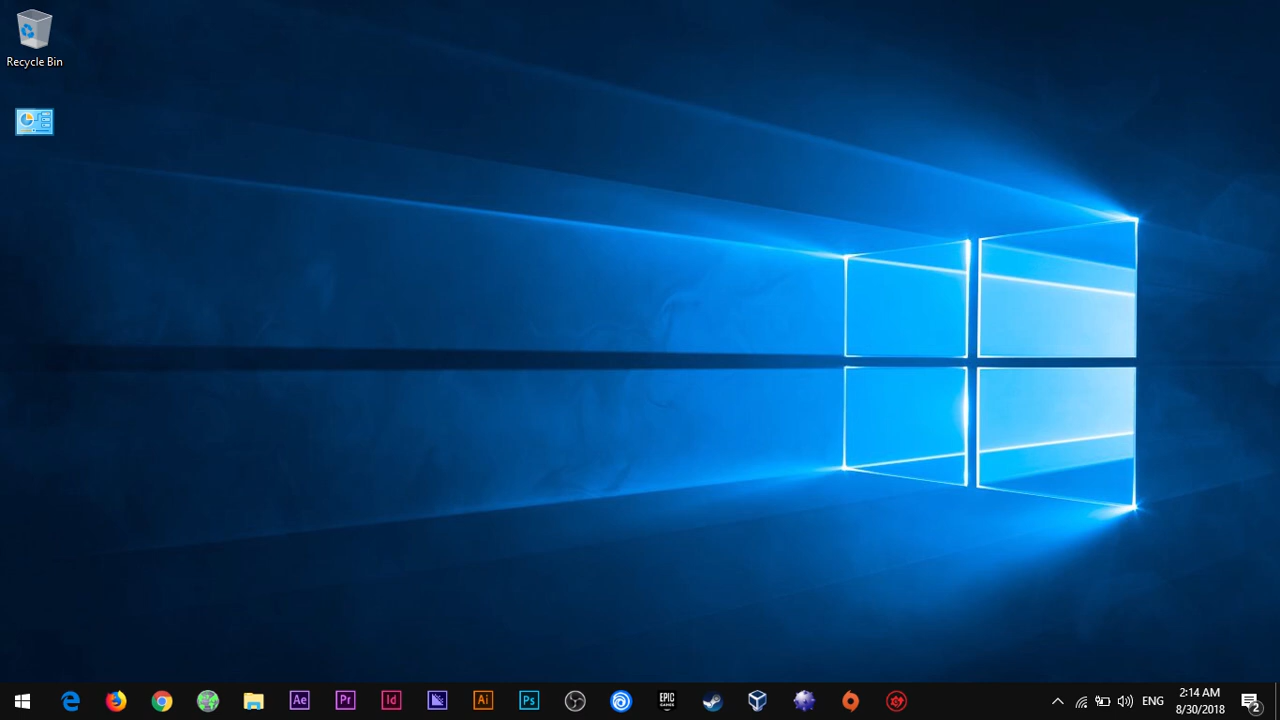 Recycle Bin
Ae
Pr
Id
Ai
Ps
EPIC
GAMES
ENG
2:14 AM
8/30/2018
2